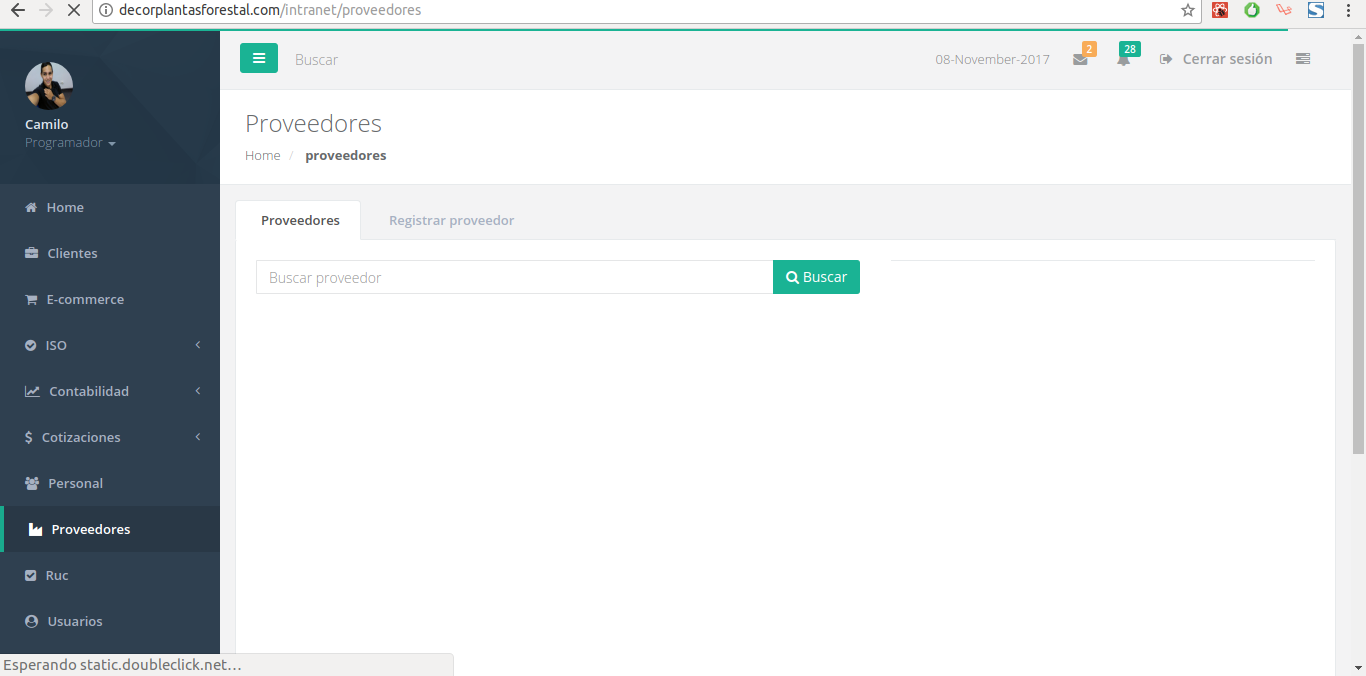 decorplantasforestal.com/intranet/proveedores
Buscar
08-November-2017
2
28
Cerrar sesión
Camilo
Programador
Proveedores
Home / proveedores
Home
Clientes
E-commerce
ISO
Contabilidad
$ Cotizaciones
Personal
Proveedores
Ruc
Usuarios
Proveedores
Registrar proveedor
Buscar proveedor
Buscar
Esperando static.doubleclick.net...